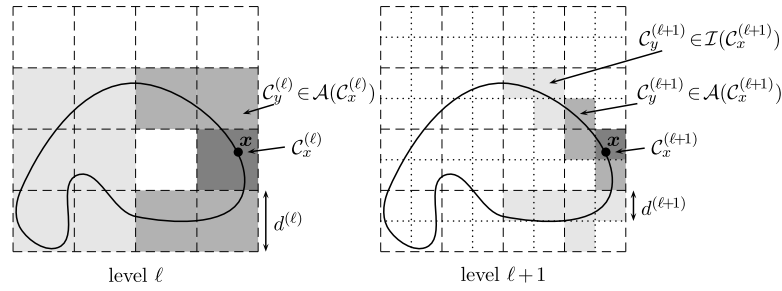 𝒞_y^(ℓ) ∈ 𝒜(𝒞_x^(ℓ))
x
𝒞_x^(ℓ)
d^(ℓ)
level ℓ
𝒞_y^(ℓ+1) ∈ ℐ(𝒞_x^(ℓ+1))
𝒞_y^(ℓ+1) ∈ 𝒜(𝒞_x^(ℓ+1))
x
𝒞_x^(ℓ+1)
d^(ℓ+1)
level ℓ+1